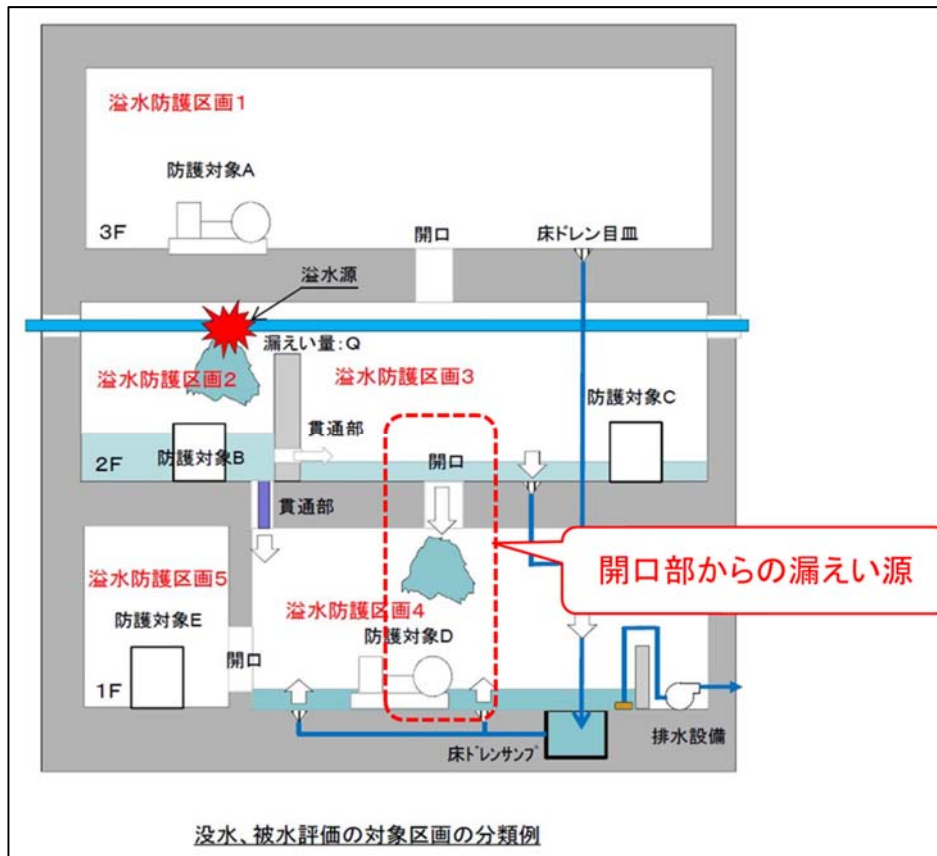 溢水防護区画1
防護対象A
3F
開口
床ドレン目皿
溢水源
漏えい量:Q
溢水防護区画2
溢水防護区画3
防護対象C
貫通部
開口
2F
防護対象B
貫通部
開口部からの漏えい源
溢水防護区画5
溢水防護区画4
防護対象E
防護対象D
開口
1F
床ドレンサンプ
排水設備
没水、被水評価の対象区画の分類例